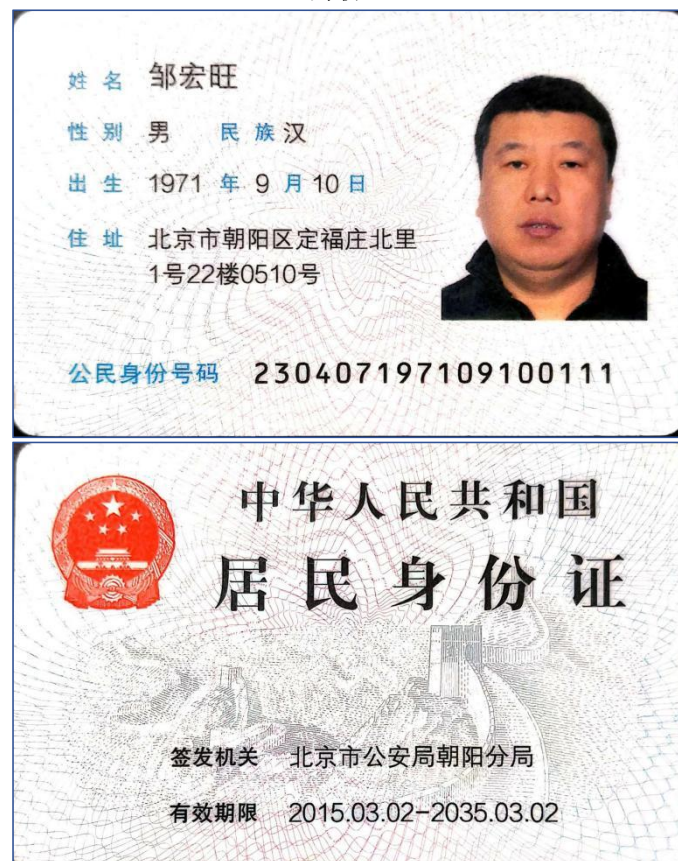 姓名 邹宏旺
性别 男 民族 汉
出生 1971 年 9 月 10 日
住址 北京市朝阳区定福庄北里
1号22楼0510号
公民身份号码 230407197109100111
中华人民共和国
居民身份证
签发机关 北京市公安局朝阳分局
有效期限 2015.03.02-2035.03.02